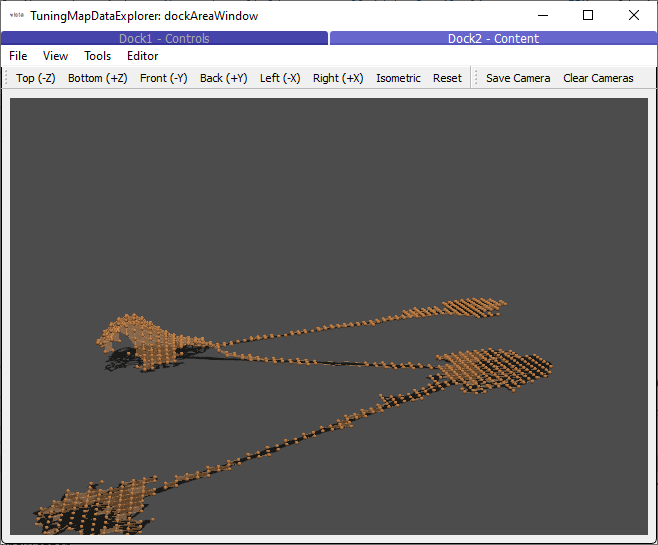 vista TuningMapDataExplorer: dockAreaWindow
Dock1 - Controls Dock2 - Content
File View Tools Editor
Top (-Z) Bottom (+Z) Front (-Y) Back (+Y) Left (-X) Right (+X) Isometric Reset Save Camera Clear Cameras